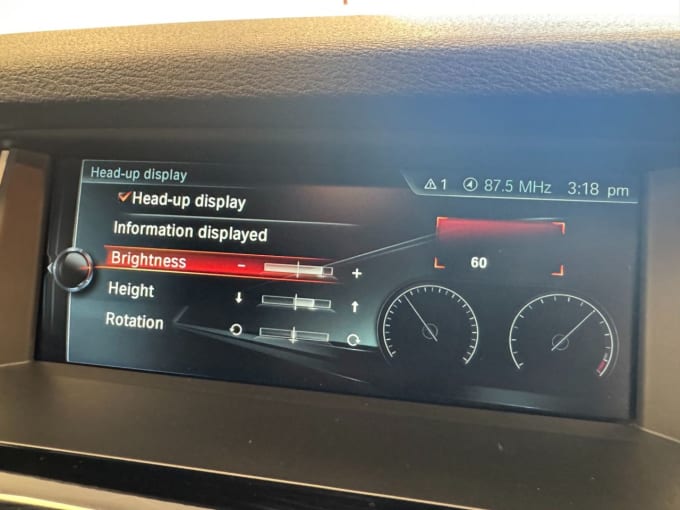 Head-up display
1 87.5 MHz 3:18 pm
Head-up display
Information displayed
Brightness - +
Height
Rotation
60